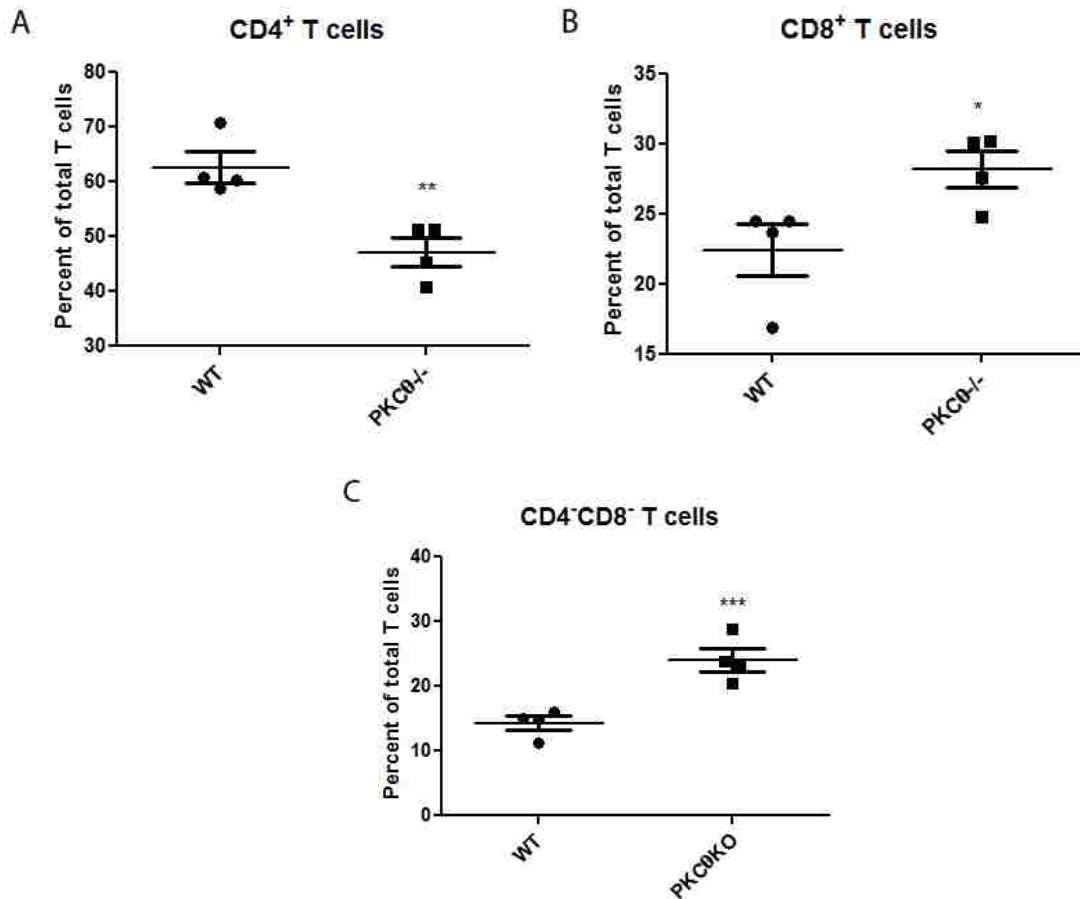 A
CD4⁺ T cells
Percent of total T cells
80
70
60
50
40
30
**
WT
PKCθ-/-
B
CD8⁺ T cells
Percent of total T cells
35
30
25
20
15
*
WT
PKCθ-/-
C
CD4⁻CD8⁻ T cells
Percent of total T cells
40
30
20
10
0
***
WT
PKCθKO